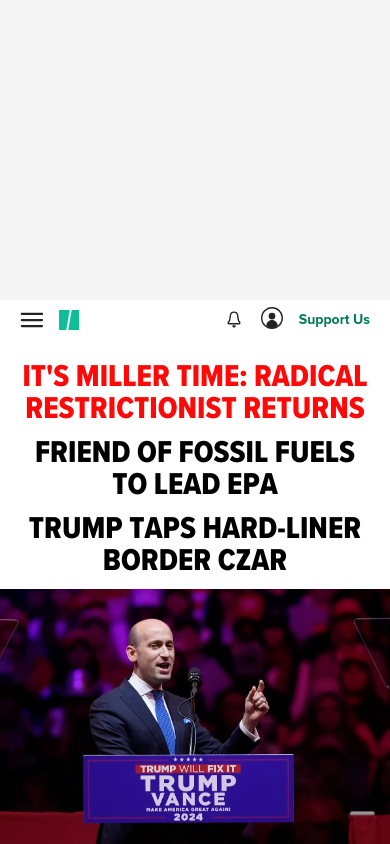 Support Us
IT'S MILLER TIME: RADICAL
RESTRICTIONIST RETURNS
FRIEND OF FOSSIL FUELS
TO LEAD EPA
TRUMP TAPS HARD-LINER
BORDER CZAR
TRUMP WILL FIX IT
TRUMP
VANCE
MAKE AMERICA GREAT AGAIN!
2024